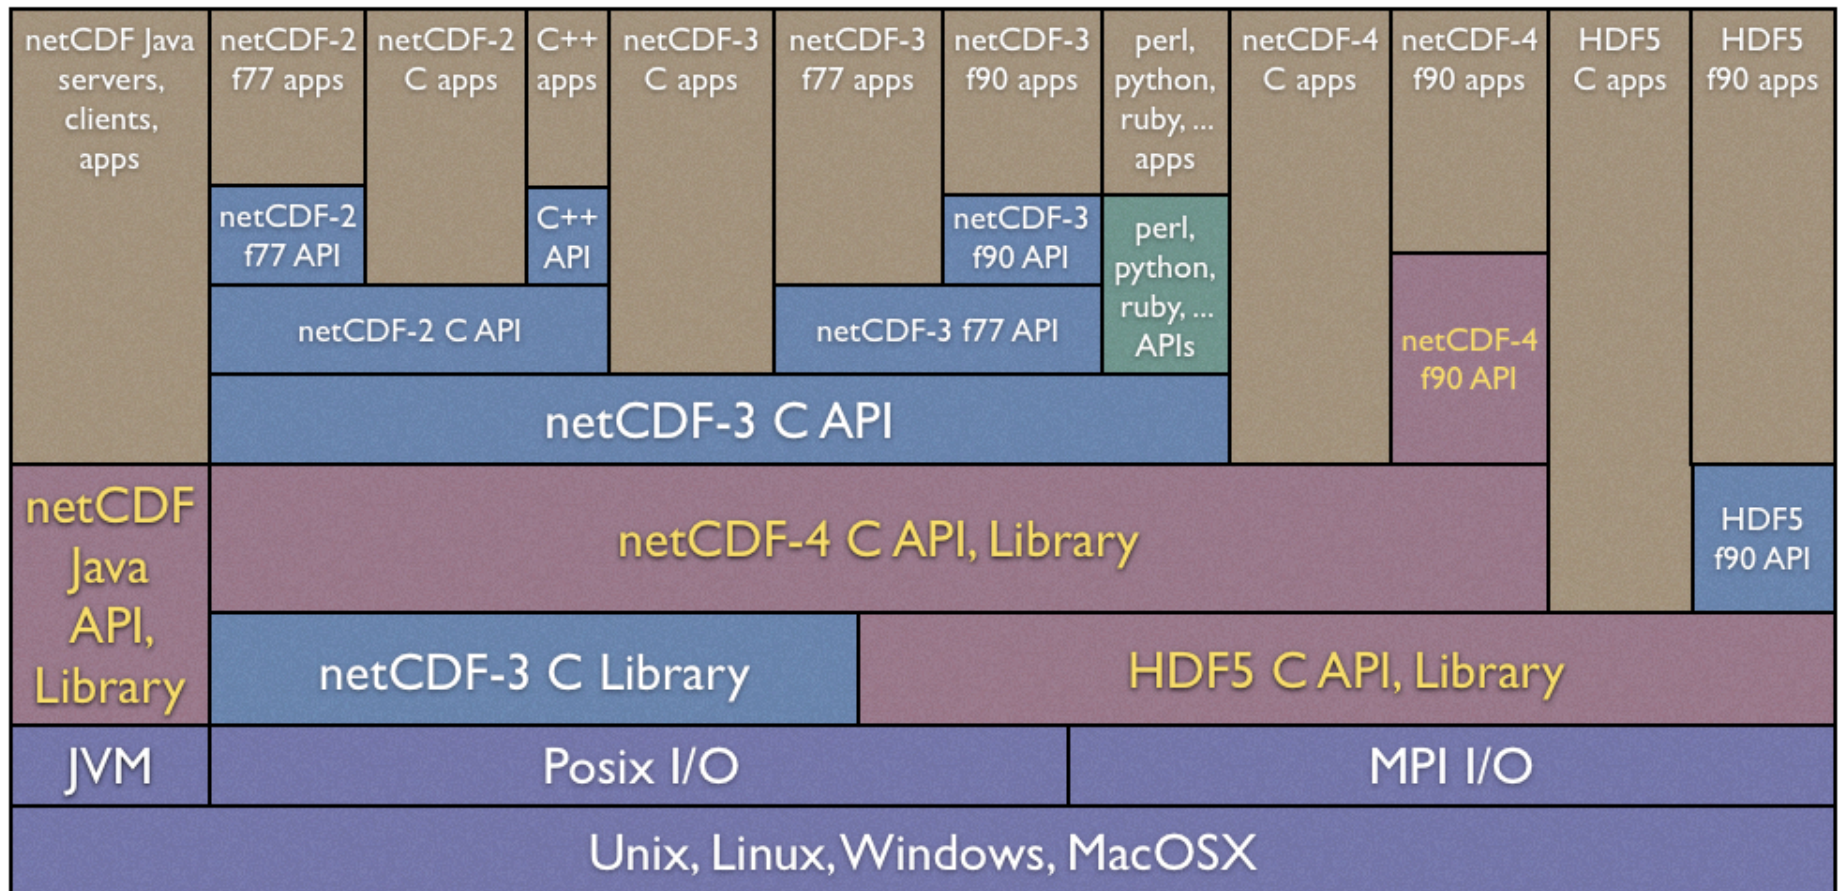 netCDF Java
servers,
clients,
apps
netCDF-2
f77 apps
netCDF-2
C apps
C++
apps
netCDF-3
C apps
netCDF-3
f77 apps
netCDF-3
f90 apps
perl,
python,
ruby, ...
apps
netCDF-4
C apps
netCDF-4
f90 apps
HDF5
C apps
HDF5
f90 apps
netCDF-2
f77 API
C++
API
netCDF-3
f90 API
perl,
python,
ruby, ...
APIs
netCDF-2 C API
netCDF-3 f77 API
netCDF-4
f90 API
netCDF-3 C API
netCDF
Java
API,
Library
netCDF-4 C API, Library
HDF5
f90 API
netCDF-3 C Library
HDF5 C API, Library
JVM
Posix I/O
MPI I/O
Unix, Linux, Windows, MacOSX